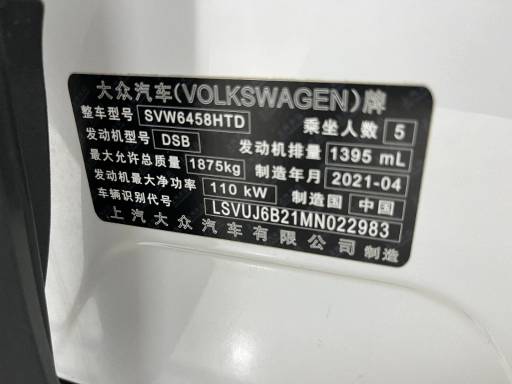 大众汽车(VOLKSWAGEN)牌
整车型号 SVW6458HTD 乘坐人数 5
发动机型号 DSB 发动机排量 1395 mL
最大允许总质量 1875kg 制造年月 2021-04
发动机最大净功率 110 kW 制造国 中国
车辆识别代号 LSVUJ6B21MN022983
上汽大众汽车有限公司 制造